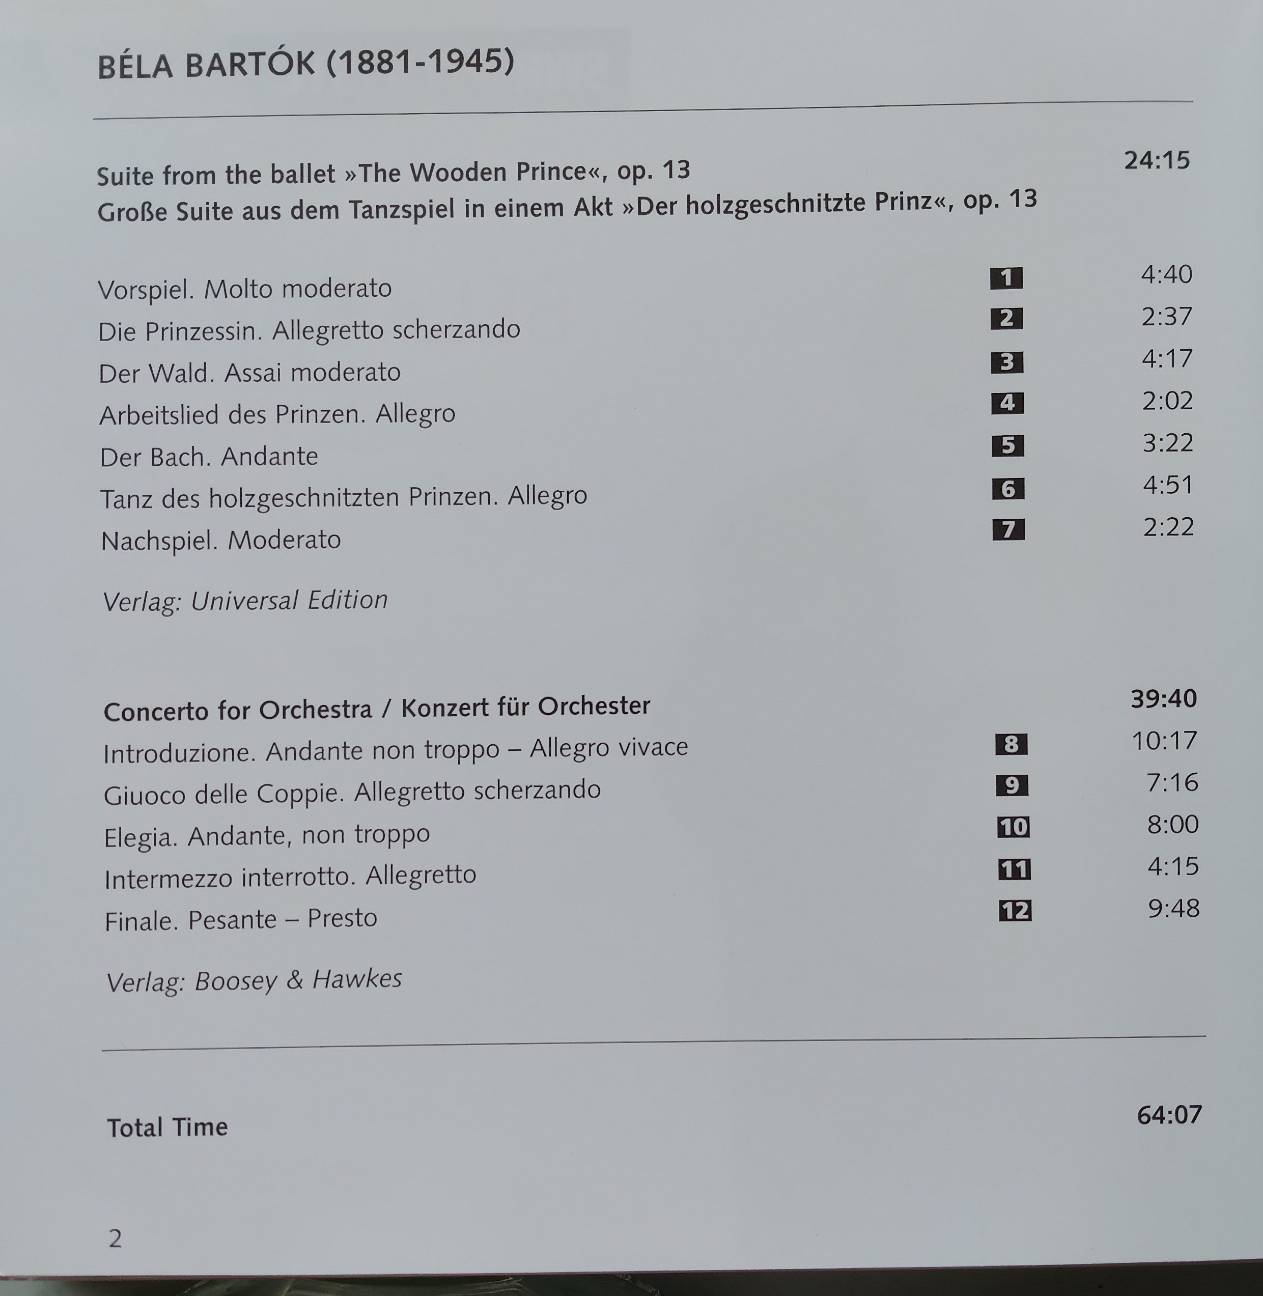 BÉLA BARTÓK (1881-1945)
Suite from the ballet »The Wooden Prince«, op. 13 24:15
Große Suite aus dem Tanzspiel in einem Akt »Der holzgeschnitzte Prinz«, op. 13
Vorspiel. Molto moderato 1 4:40
Die Prinzessin. Allegretto scherzando 2 2:37
Der Wald. Assai moderato 3 4:17
Arbeitslied des Prinzen. Allegro 4 2:02
Der Bach. Andante 5 3:22
Tanz des holzgeschnitzten Prinzen. Allegro 6 4:51
Nachspiel. Moderato 7 2:22
Verlag: Universal Edition
Concerto for Orchestra / Konzert für Orchester 39:40
Introduzione. Andante non troppo – Allegro vivace 8 10:17
Giuoco delle Coppie. Allegretto scherzando 9 7:16
Elegia. Andante, non troppo 10 8:00
Intermezzo interrotto. Allegretto 11 4:15
Finale. Pesante – Presto 12 9:48
Verlag: Boosey & Hawkes
Total Time 64:07
2